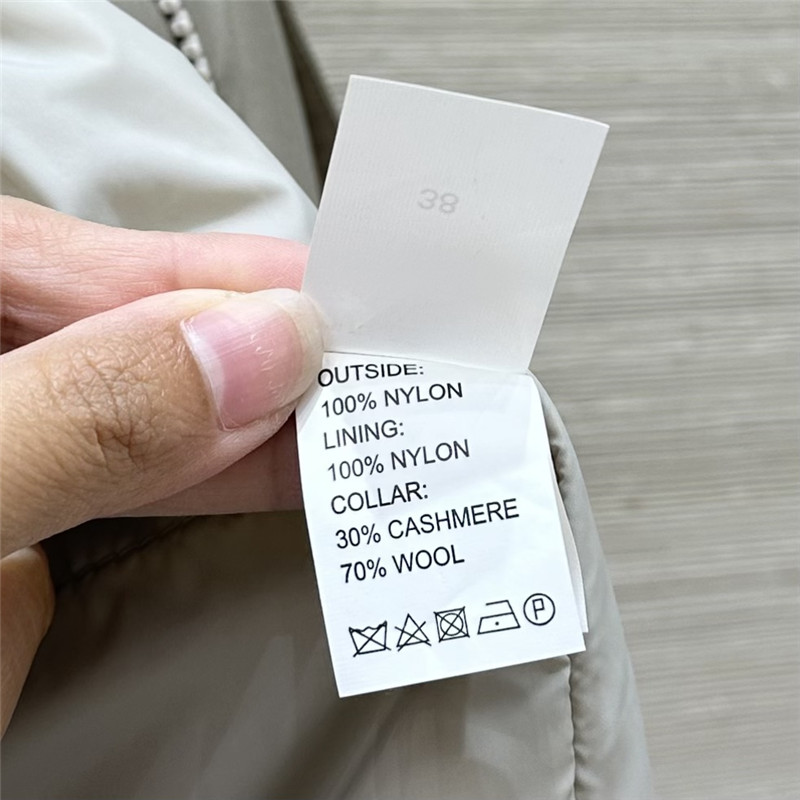 38
OUTSIDE:
100% NYLON
LINING:
100% NYLON
COLLAR:
30% CASHMERE
70% WOOL
P